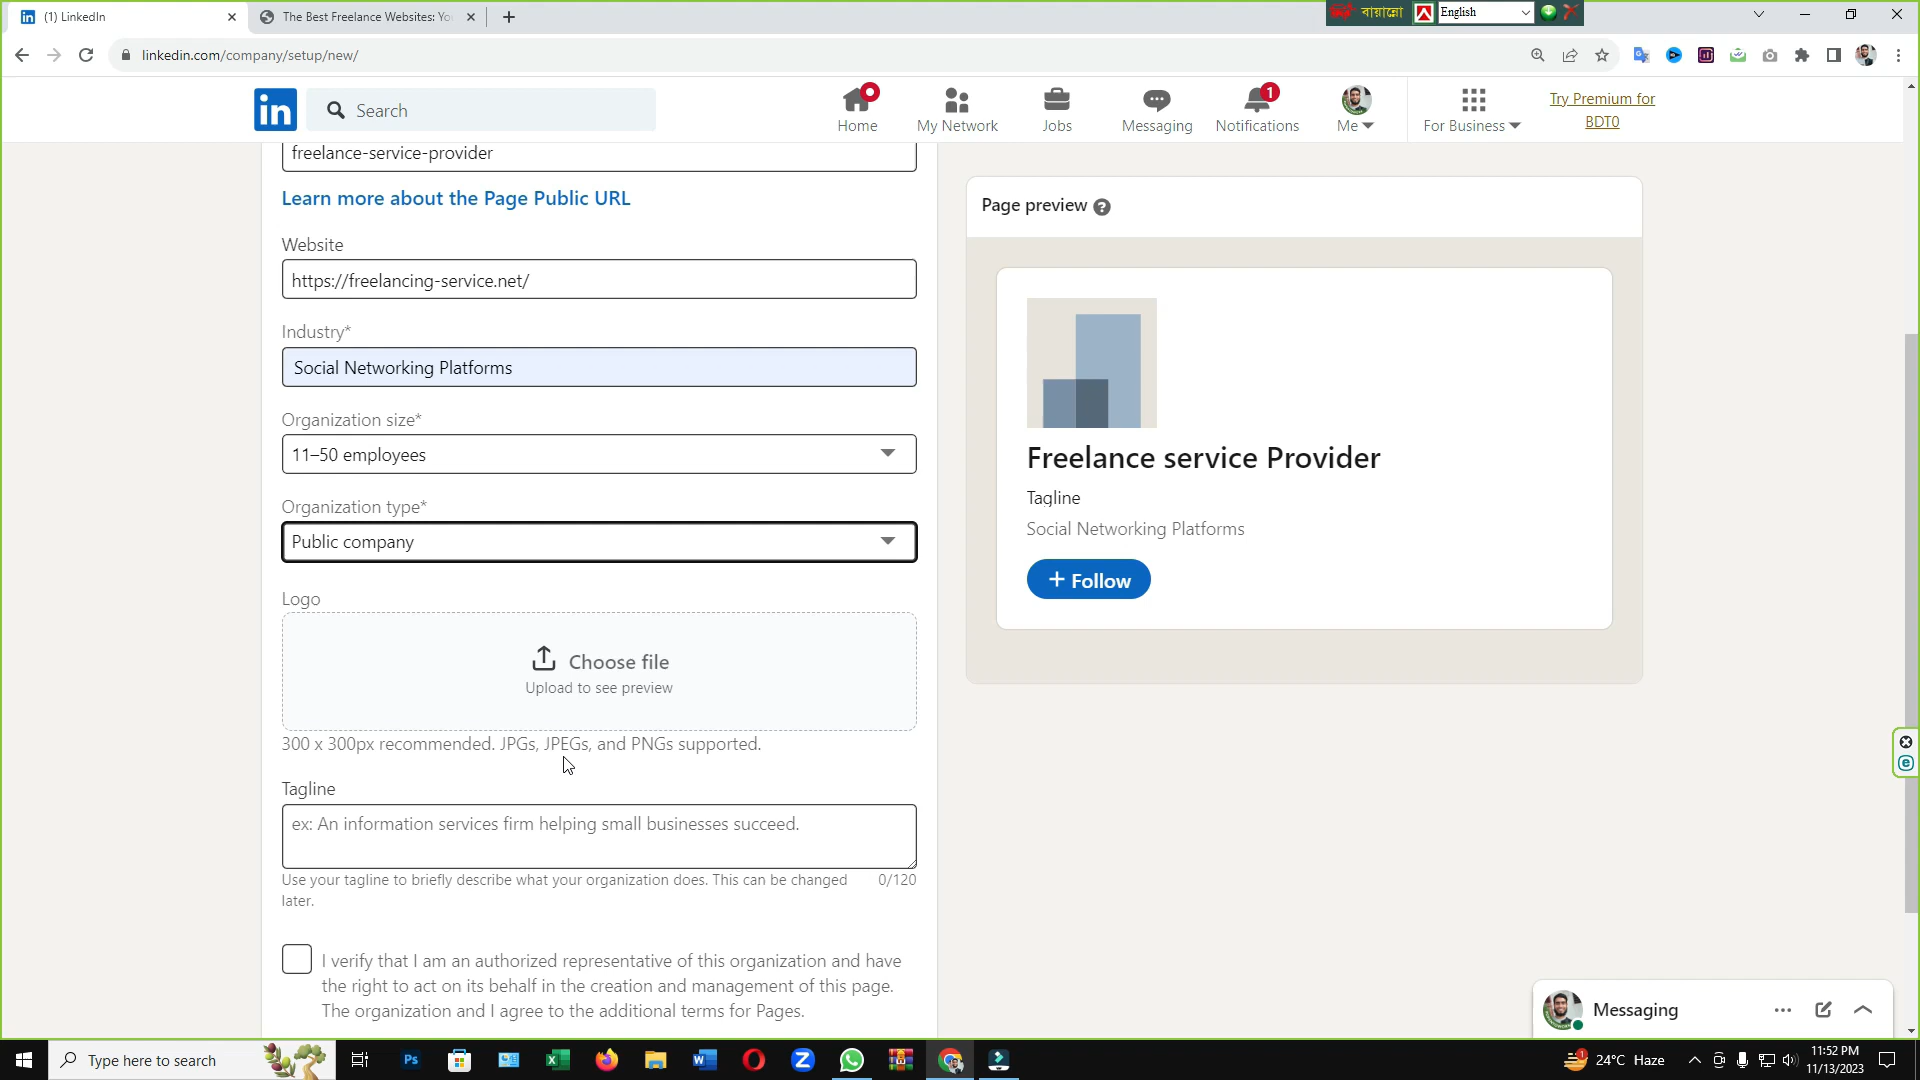 (1) LinkedIn
The Best Freelance Websites: Yo
বায়ান্নো
English
linkedin.com/company/setup/new/
in
Search
Home
My Network
Jobs
Messaging
1
Notifications
Me
For Business
Try Premium for
BDT0
freelance-service-provider
Learn more about the Page Public URL
Website
https://freelancing-service.net/
Industry*
Social Networking Platforms
Organization size*
11–50 employees
Organization type*
Public company
Logo
Choose file
Upload to see preview
300 x 300px recommended. JPGs, JPEGs, and PNGs supported.
Tagline
ex: An information services firm helping small businesses succeed.
Use your tagline to briefly describe what your organization does. This can be changed
later.
0/120
I verify that I am an authorized representative of this organization and have
the right to act on its behalf in the creation and management of this page.
The organization and I agree to the additional terms for Pages.
Page preview
Freelance service Provider
Tagline
Social Networking Platforms
+ Follow
Messaging
Type here to search
Ps
24°C Haze
11:52 PM
11/13/2023